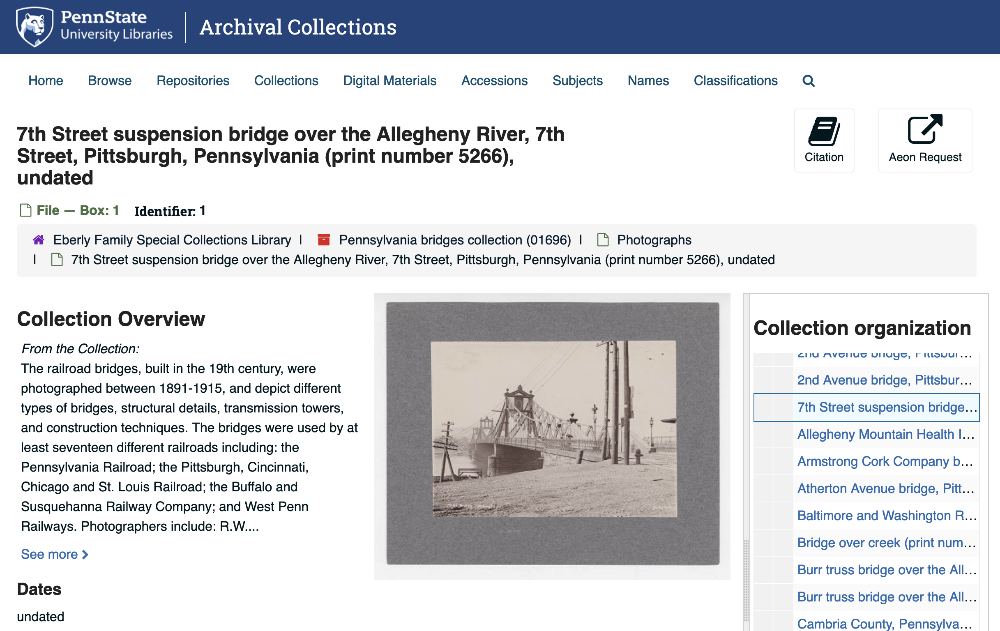 PennState
University Libraries
Archival Collections
Home Browse Repositories Collections Digital Materials Accessions Subjects Names Classifications
7th Street suspension bridge over the Allegheny River, 7th
Street, Pittsburgh, Pennsylvania (print number 5266),
undated
Citation
Aeon Request
File — Box: 1 Identifier: 1
Eberly Family Special Collections Library | Pennsylvania bridges collection (01696) | Photographs
| 7th Street suspension bridge over the Allegheny River, 7th Street, Pittsburgh, Pennsylvania (print number 5266), undated
Collection Overview
From the Collection:
The railroad bridges, built in the 19th century, were
photographed between 1891-1915, and depict different
types of bridges, structural details, transmission towers,
and construction techniques. The bridges were used by at
least seventeen different railroads including: the
Pennsylvania Railroad; the Pittsburgh, Cincinnati,
Chicago and St. Louis Railroad; the Buffalo and
Susquehanna Railway Company; and West Penn
Railways. Photographers include: R.W....
See more
Dates
undated
Collection organization
2nd Avenue bridge, Pittsbur...
2nd Avenue bridge, Pittsbur...
7th Street suspension bridge...
Allegheny Mountain Health I...
Armstrong Cork Company b...
Atherton Avenue bridge, Pitt...
Baltimore and Washington R...
Bridge over creek (print num...
Burr truss bridge over the All...
Burr truss bridge over the All...
Cambria County, Pennsylva...